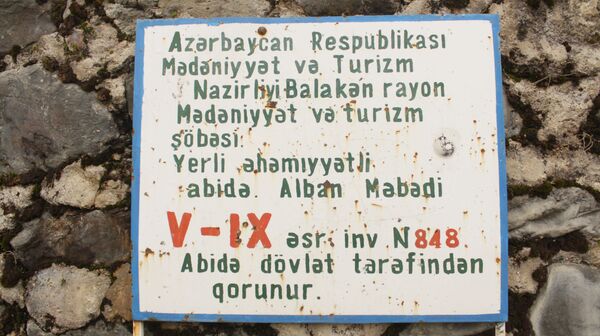 Azərbaycan Respublikası
Mədəniyyət və Turizm
Nazirliyi Balakən rayon
Mədəniyyət və turizm
şöbəsi.
Yerli əhəmiyyətli
abidə. Alban Məbədi
V-IX əsr. inv N848.
Abidə dövlət tərəfindən
qorunur.